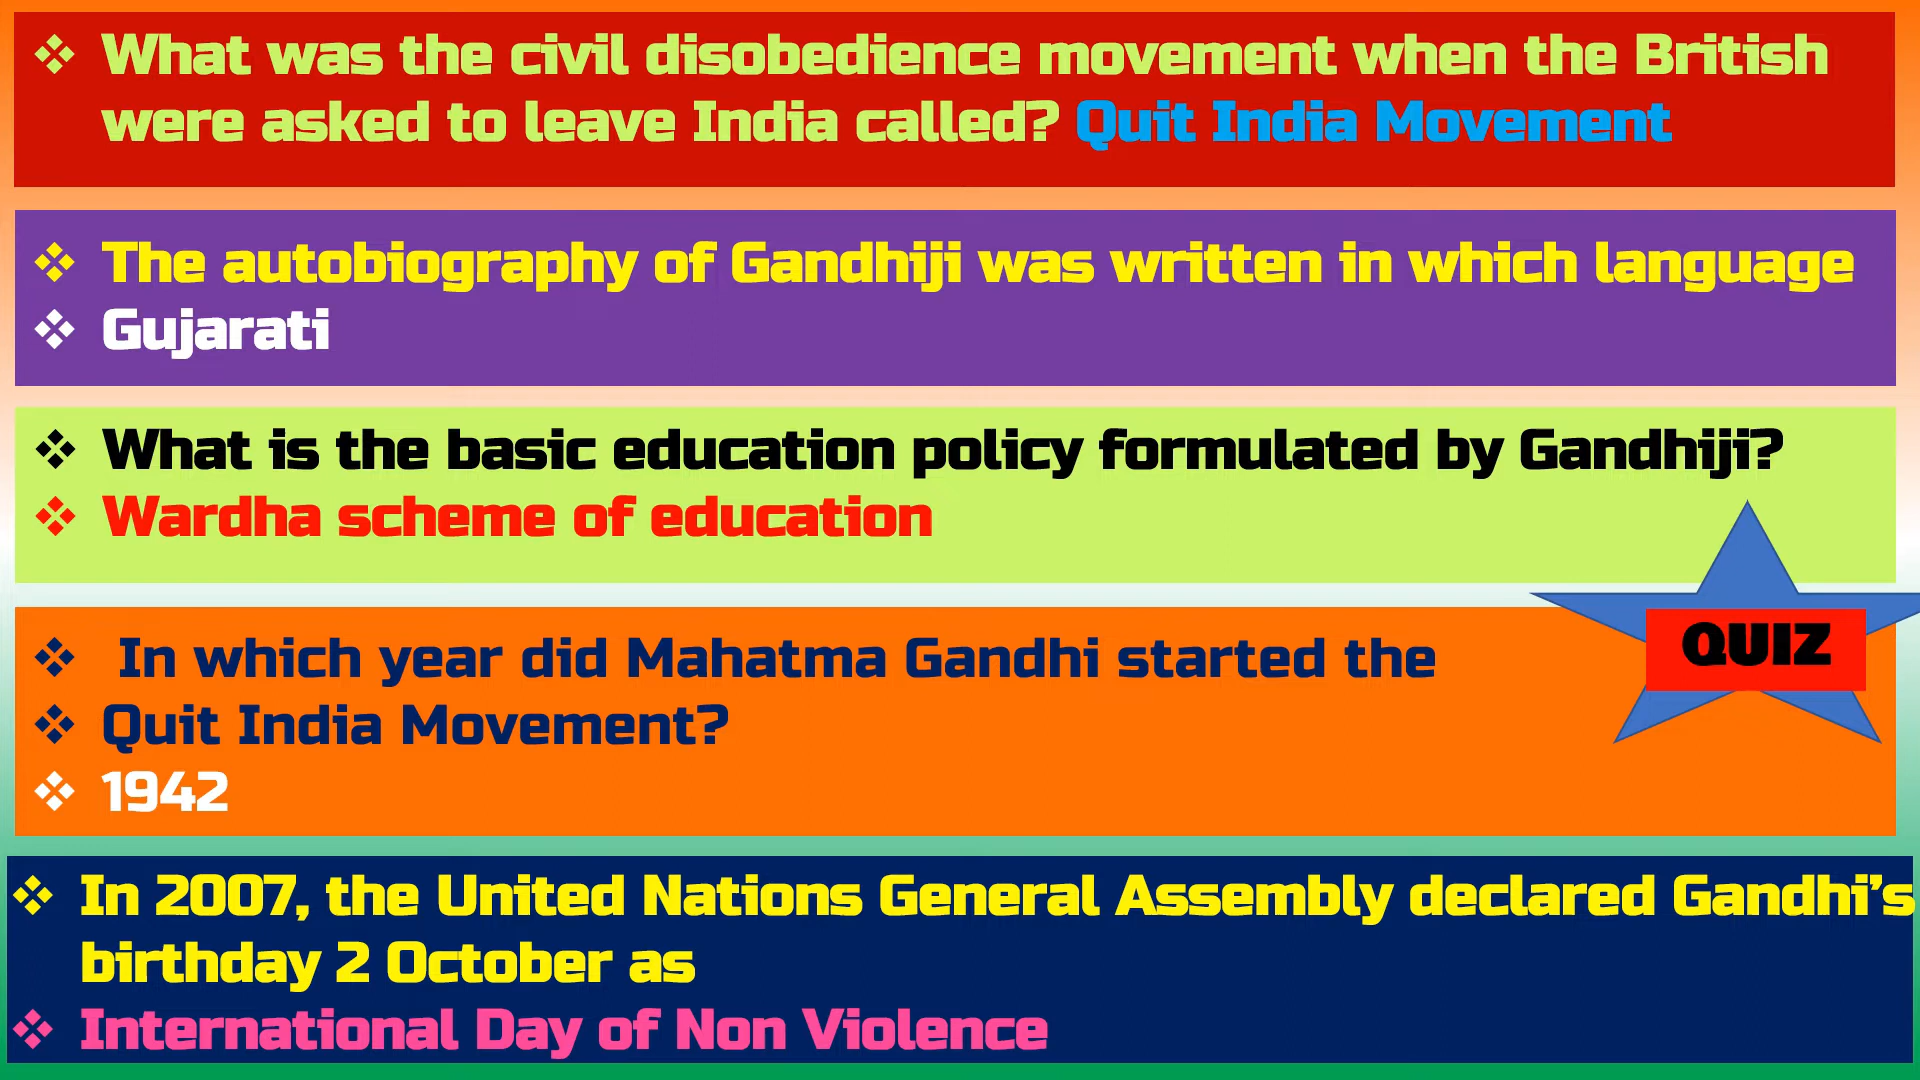 ❖ What was the civil disobedience movement when the British
were asked to leave India called? Quit India Movement
❖ The autobiography of Gandhiji was written in which language
❖ Gujarati
❖ What is the basic education policy formulated by Gandhiji?
❖ Wardha scheme of education
QUIZ
❖ In which year did Mahatma Gandhi started the
❖ Quit India Movement?
❖ 1942
❖ In 2007, the United Nations General Assembly declared Gandhi’s
birthday 2 October as
❖ International Day of Non Violence